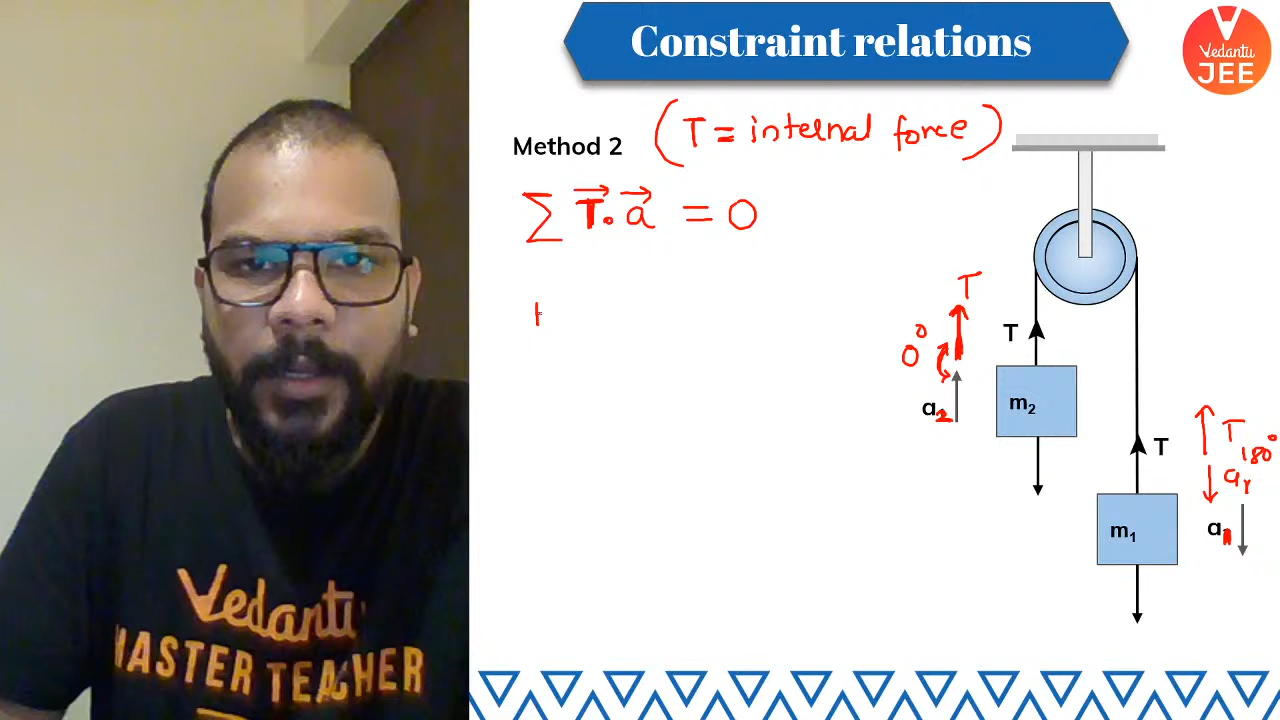 Constraint relations
Vedantu
JEE
Method 2
(T = internal force)
∑ T⃗. a⃗ = 0
T
0°
T
a₂
m₂
T
T
180°
a₁
m₁
a₁
Vedantu
MASTER TEACHER